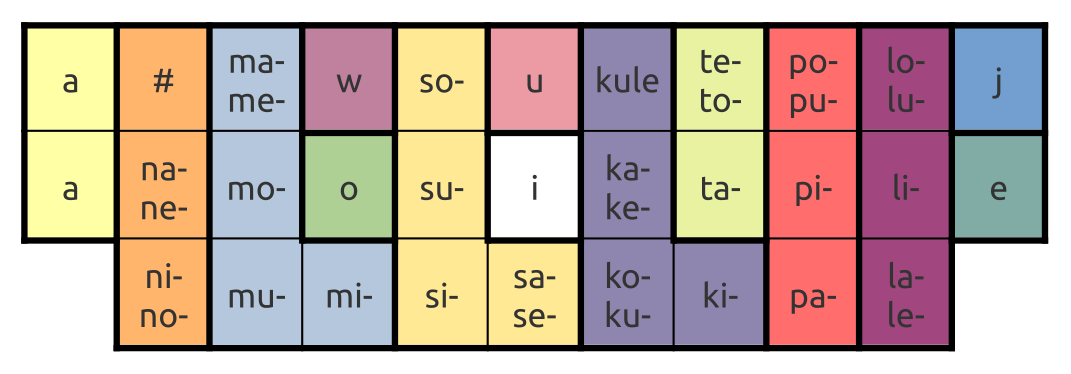 a # ma- me- w so- u kule te- to- po- pu- lo- lu- j
a na- ne- mo- o su- i ka- ke- ta- pi- li- e
ni- no- mu- mi- si- sa- se- ko- ku- ki- pa- la- le-